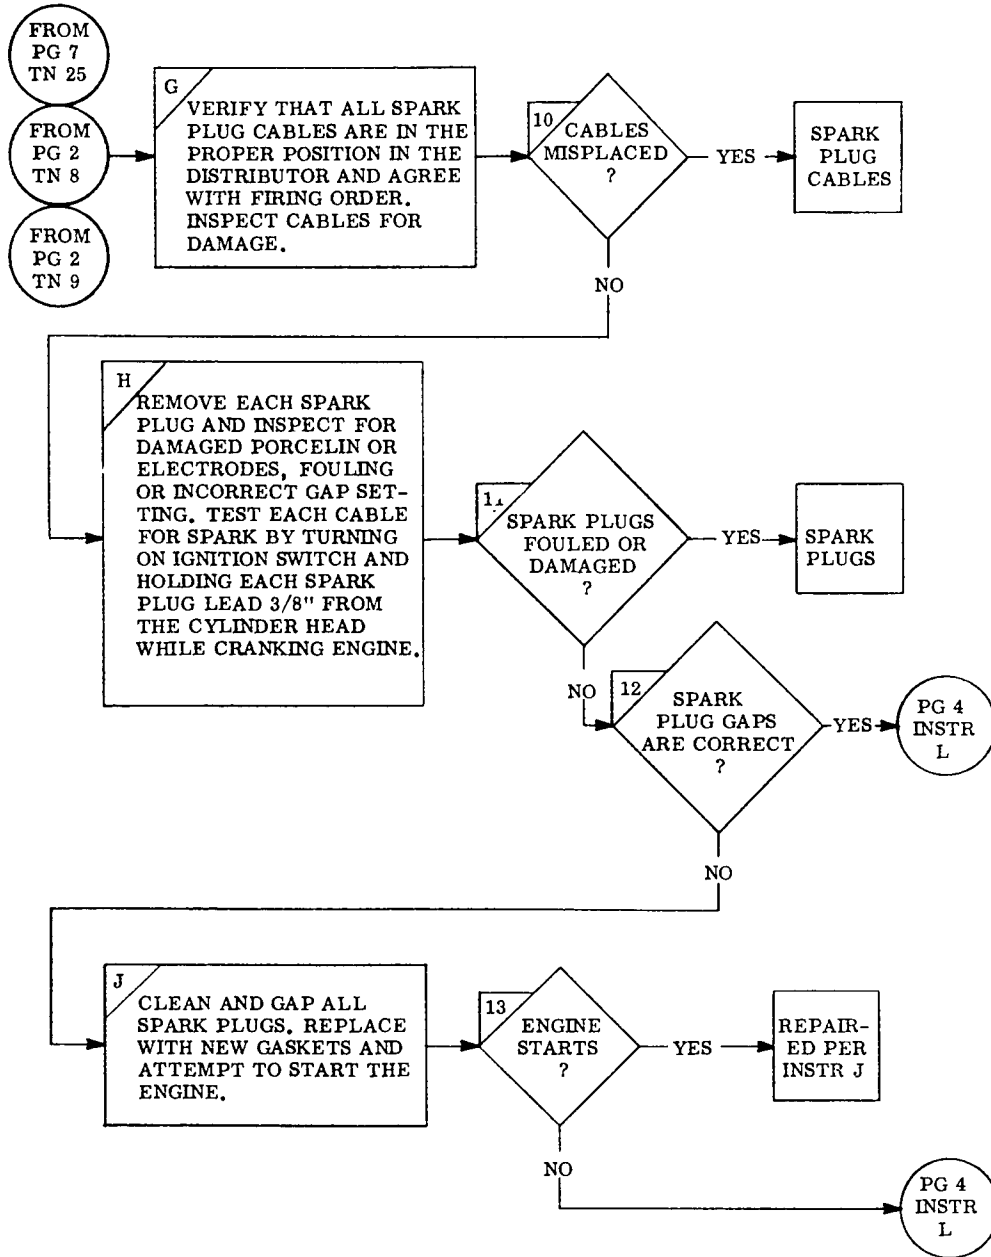 FROM
PG 7
TN 25
FROM
PG 2
TN 8
FROM
PG 2
TN 9
G
VERIFY THAT ALL SPARK
PLUG CABLES ARE IN THE
PROPER POSITION IN THE
DISTRIBUTOR AND AGREE
WITH FIRING ORDER.
INSPECT CABLES FOR
DAMAGE.
10
CABLES
MISPLACED
?
YES
SPARK
PLUG
CABLES
NO
H
REMOVE EACH SPARK
PLUG AND INSPECT FOR
DAMAGED PORCELIN OR
ELECTRODES, FOULING
OR INCORRECT GAP SET-
TING. TEST EACH CABLE
FOR SPARK BY TURNING
ON IGNITION SWITCH AND
HOLDING EACH SPARK
PLUG LEAD 3/8" FROM
THE CYLINDER HEAD
WHILE CRANKING ENGINE.
11
SPARK PLUGS
FOULED OR
DAMAGED
?
YES
SPARK
PLUGS
NO
12
SPARK
PLUG GAPS
ARE CORRECT
?
YES
PG 4
INSTR
L
NO
J
CLEAN AND GAP ALL
SPARK PLUGS. REPLACE
WITH NEW GASKETS AND
ATTEMPT TO START THE
ENGINE.
13
ENGINE
STARTS
?
YES
REPAIR-
ED PER
INSTR J
NO
PG 4
INSTR
L